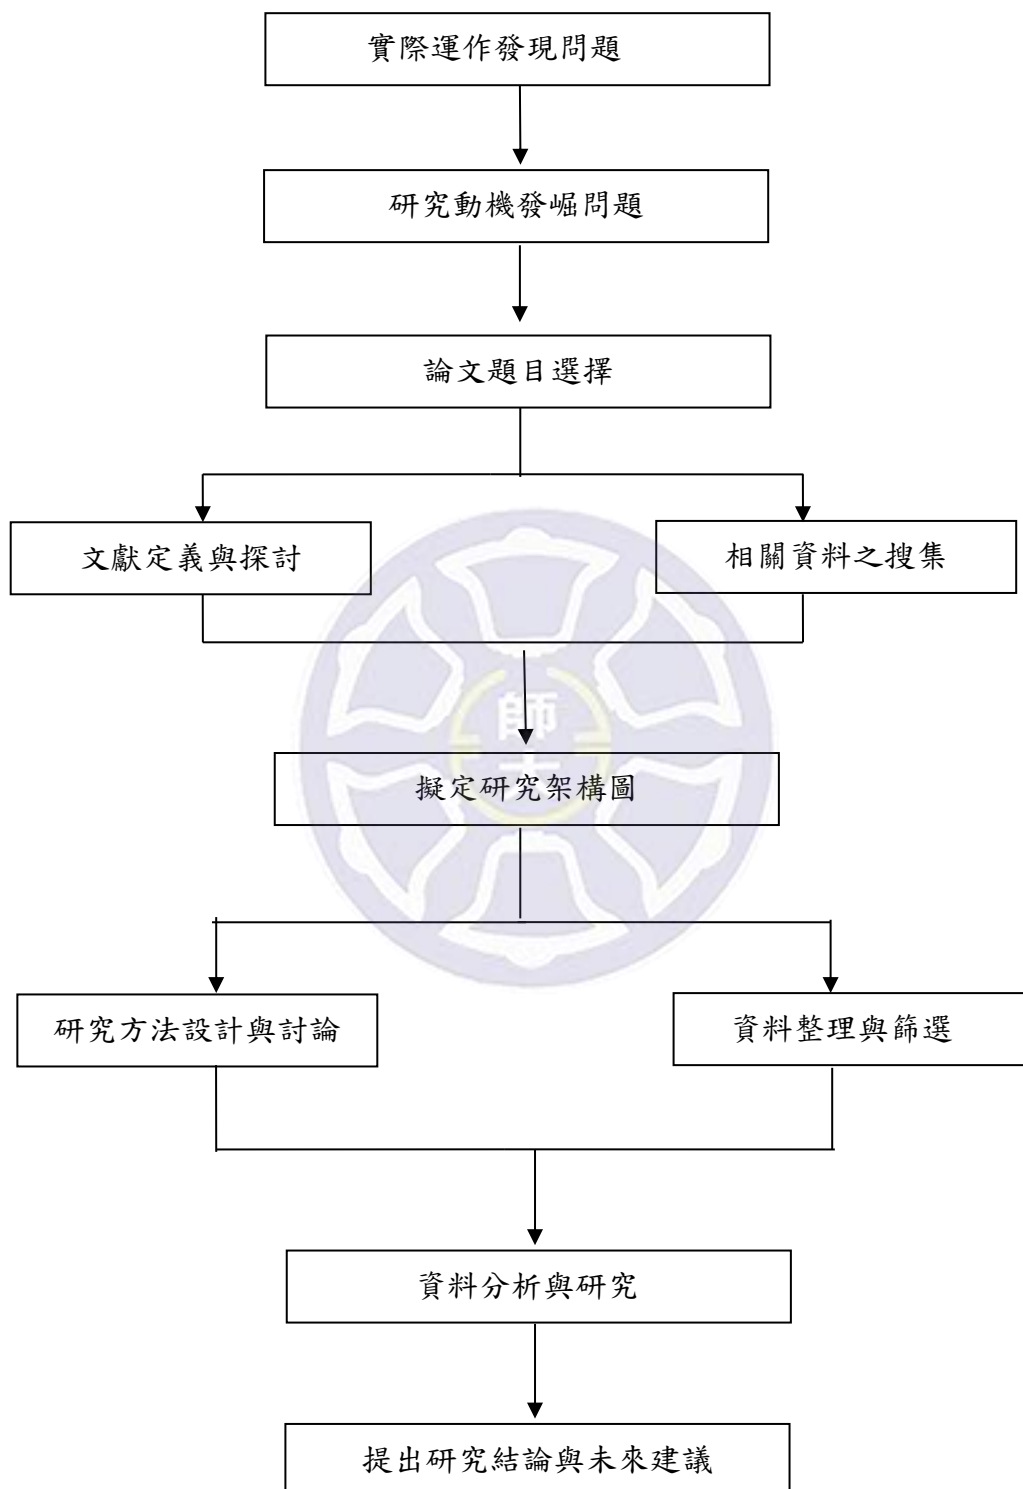 實際運作發現問題
研究動機發崛問題
論文題目選擇
文獻定義與探討
相關資料之搜集
師
大
擬定研究架構圖
研究方法設計與討論
資料整理與篩選
資料分析與研究
提出研究結論與未來建議